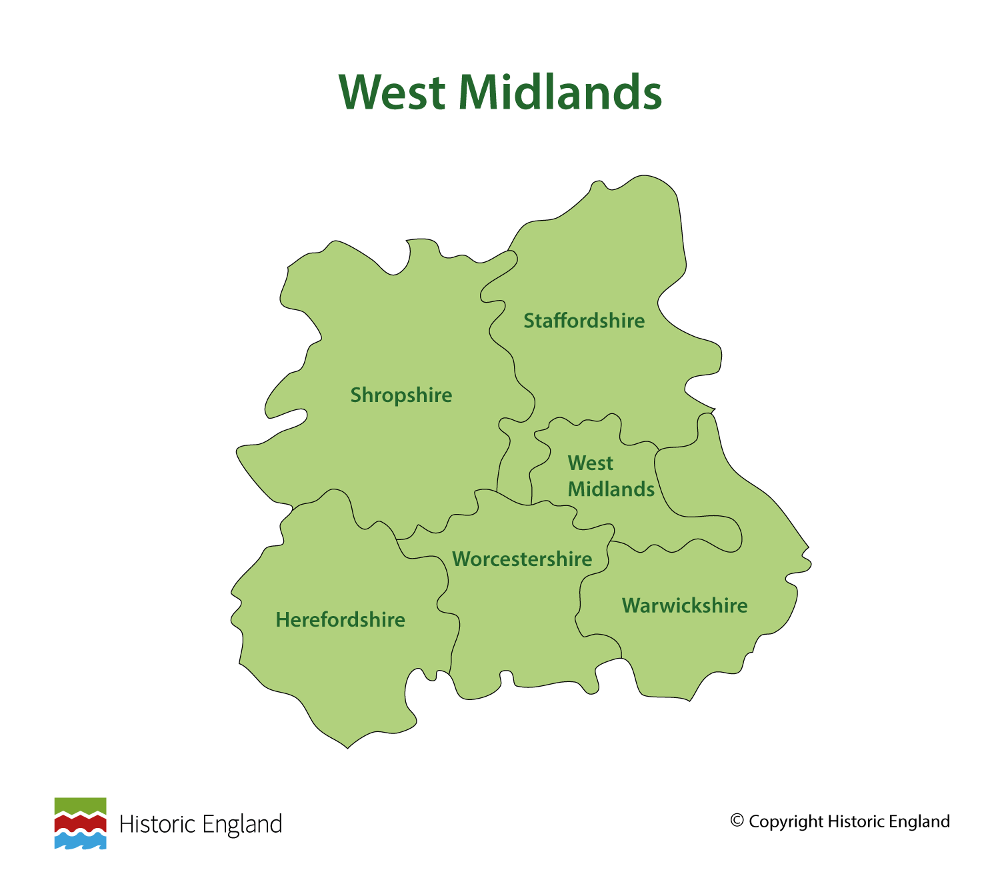 West Midlands
Staffordshire
Shropshire
West
Midlands
Worcestershire
Warwickshire
Herefordshire
Historic England
© Copyright Historic England